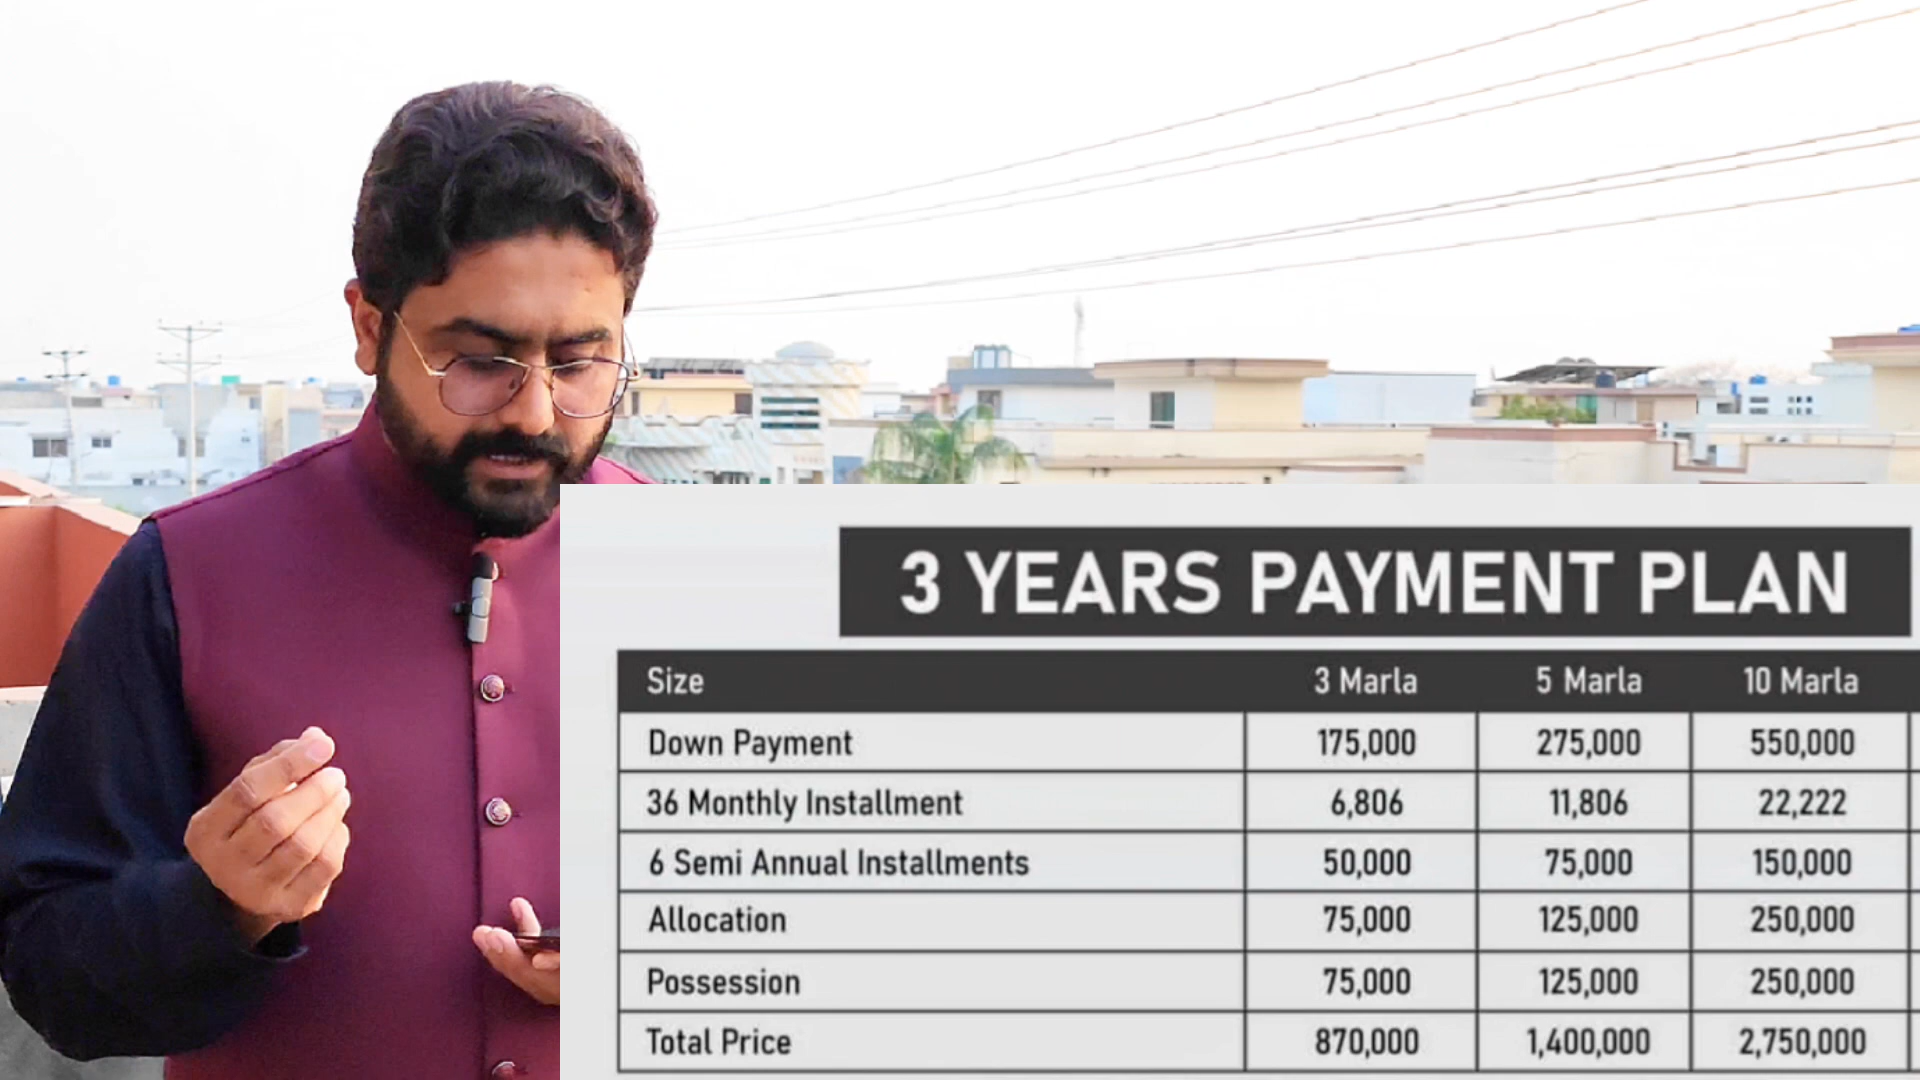 3 YEARS PAYMENT PLAN
Size 3 Marla 5 Marla 10 Marla
Down Payment 175,000 275,000 550,000
36 Monthly Installment 6,806 11,806 22,222
6 Semi Annual Installments 50,000 75,000 150,000
Allocation 75,000 125,000 250,000
Possession 75,000 125,000 250,000
Total Price 870,000 1,400,000 2,750,000